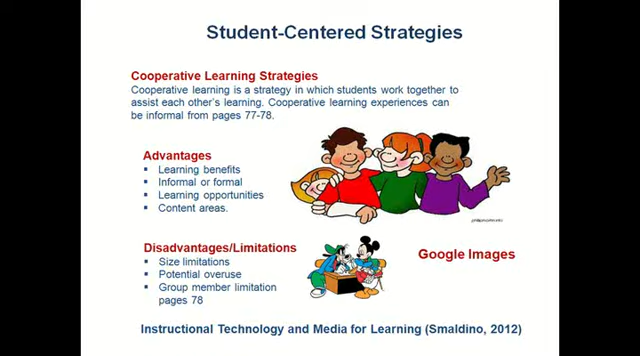 Student-Centered Strategies
Cooperative Learning Strategies
Cooperative learning is a strategy in which students work together to
assist each other's learning. Cooperative learning experiences can
be informal from pages 77-78.
Advantages
▪ Learning benefits
▪ Informal or formal
▪ Learning opportunities
▪ Content areas.
Disadvantages/Limitations
▪ Size limitations
▪ Potential overuse
▪ Group member limitation
pages 78
Google Images
Instructional Technology and Media for Learning (Smaldino, 2012)